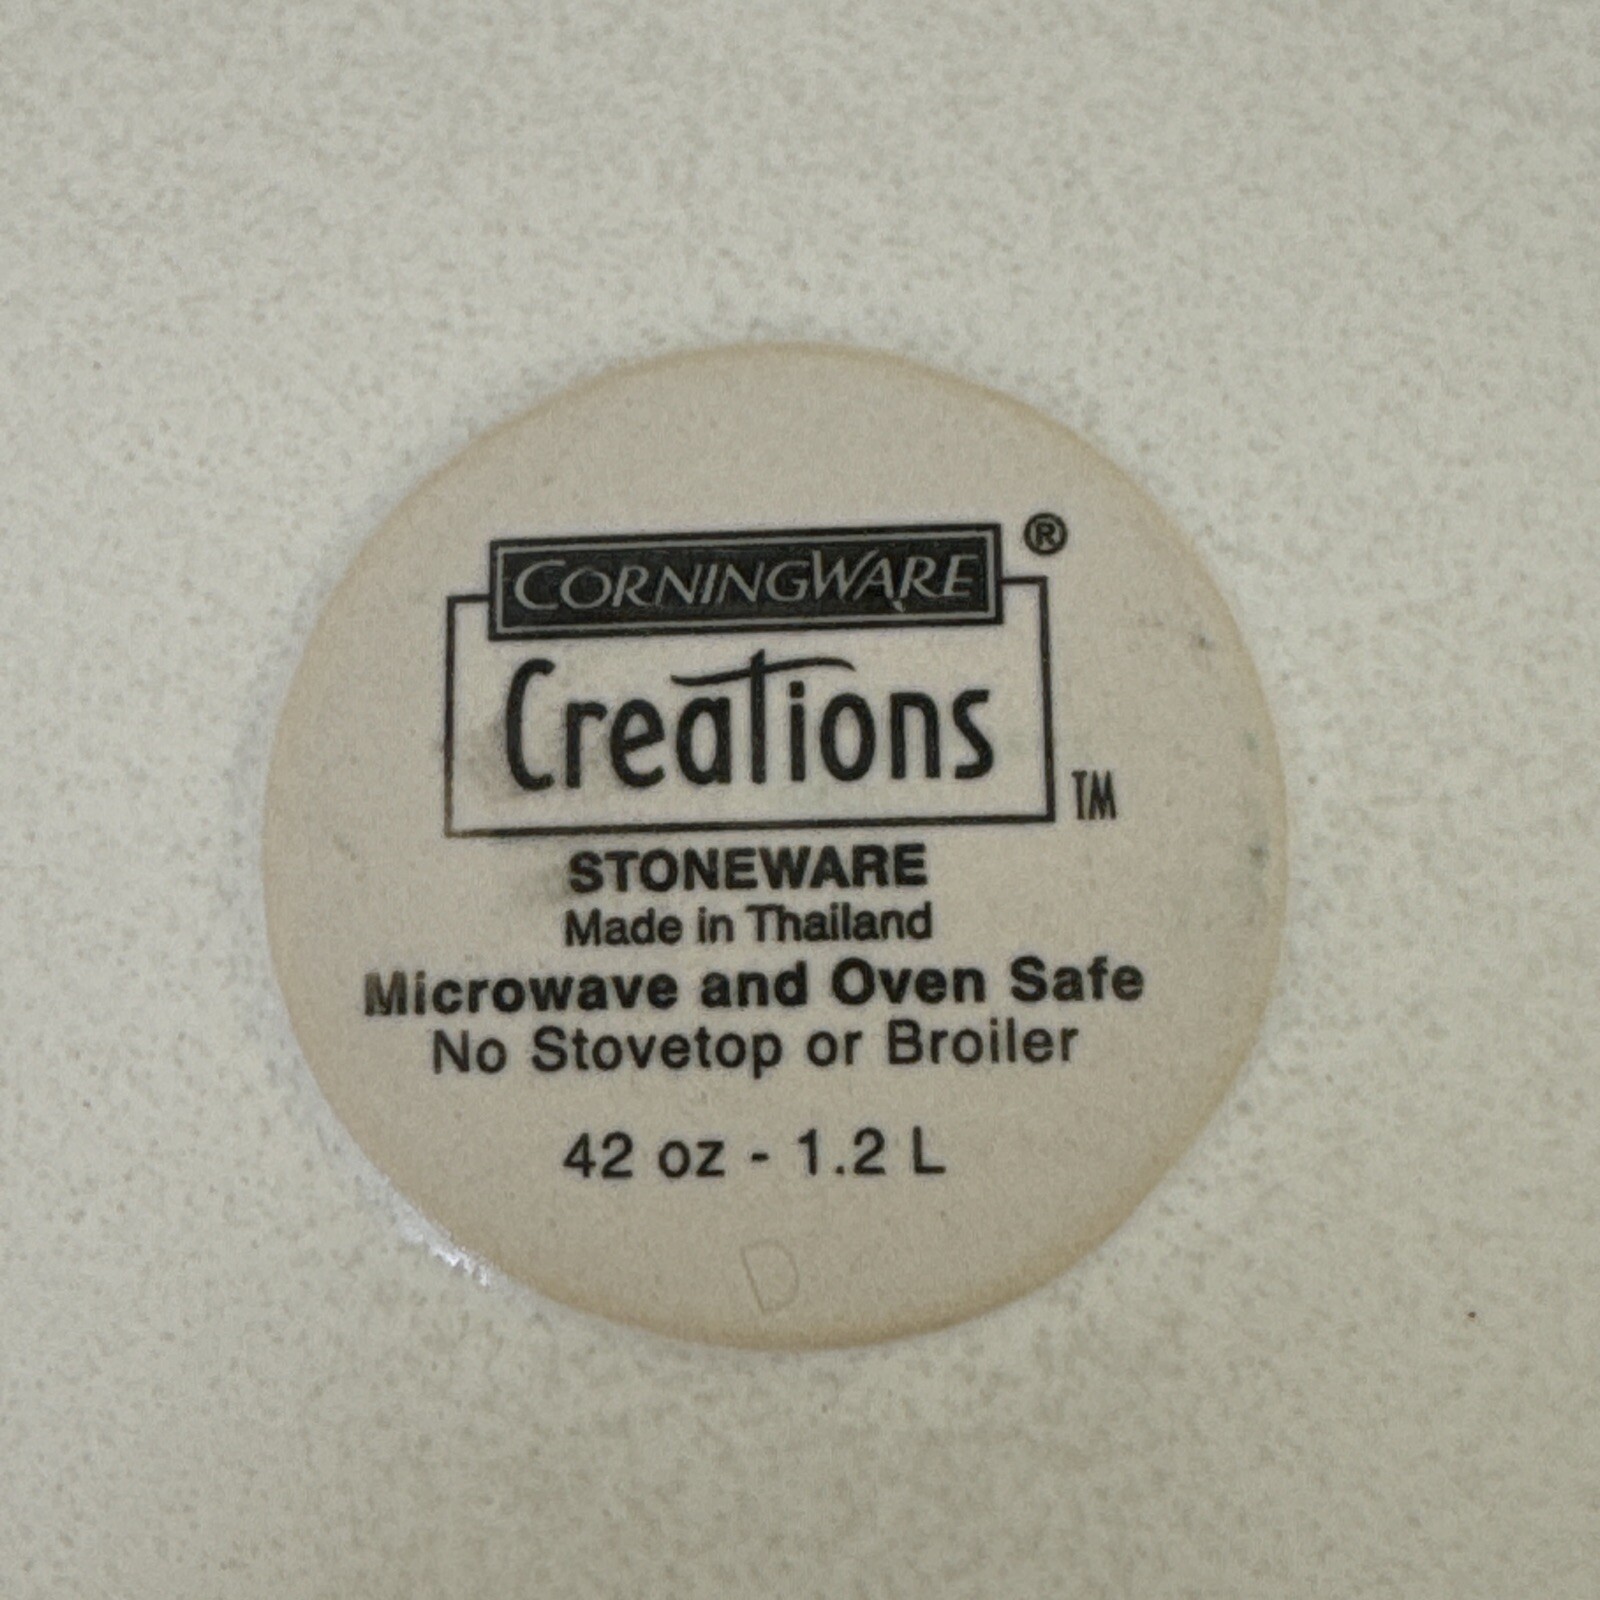 CORNINGWARE®
Creations™
STONEWARE
Made in Thailand
Microwave and Oven Safe
No Stovetop or Broiler
42 oz - 1.2 L
D